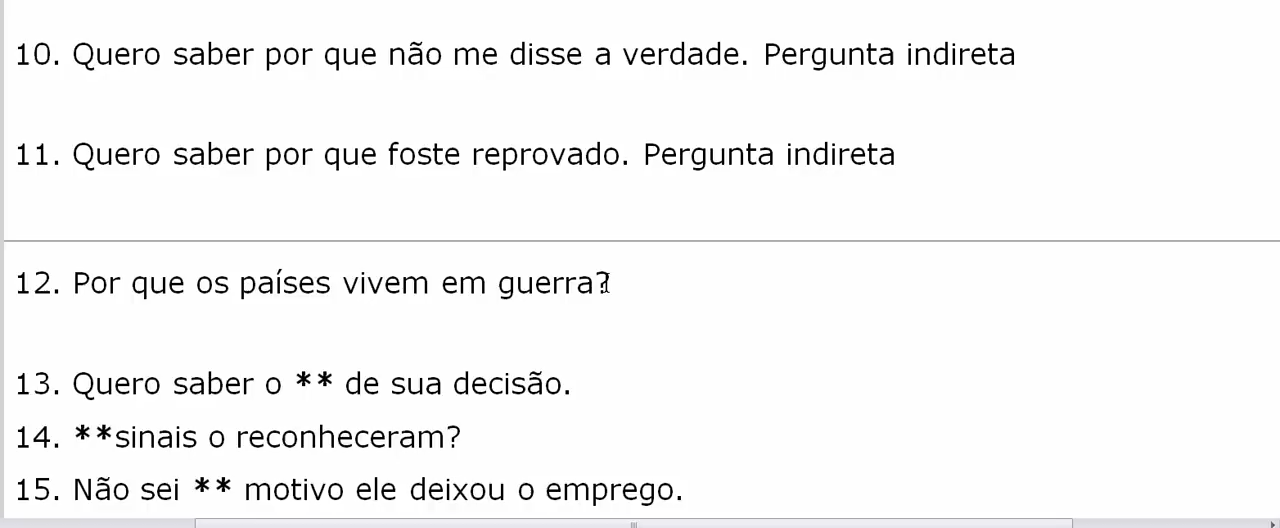 10. Quero saber por que não me disse a verdade. Pergunta indireta
11. Quero saber por que foste reprovado. Pergunta indireta
12. Por que os países vivem em guerra?
13. Quero saber o ** de sua decisão.
14. **sinais o reconheceram?
15. Não sei ** motivo ele deixou o emprego.